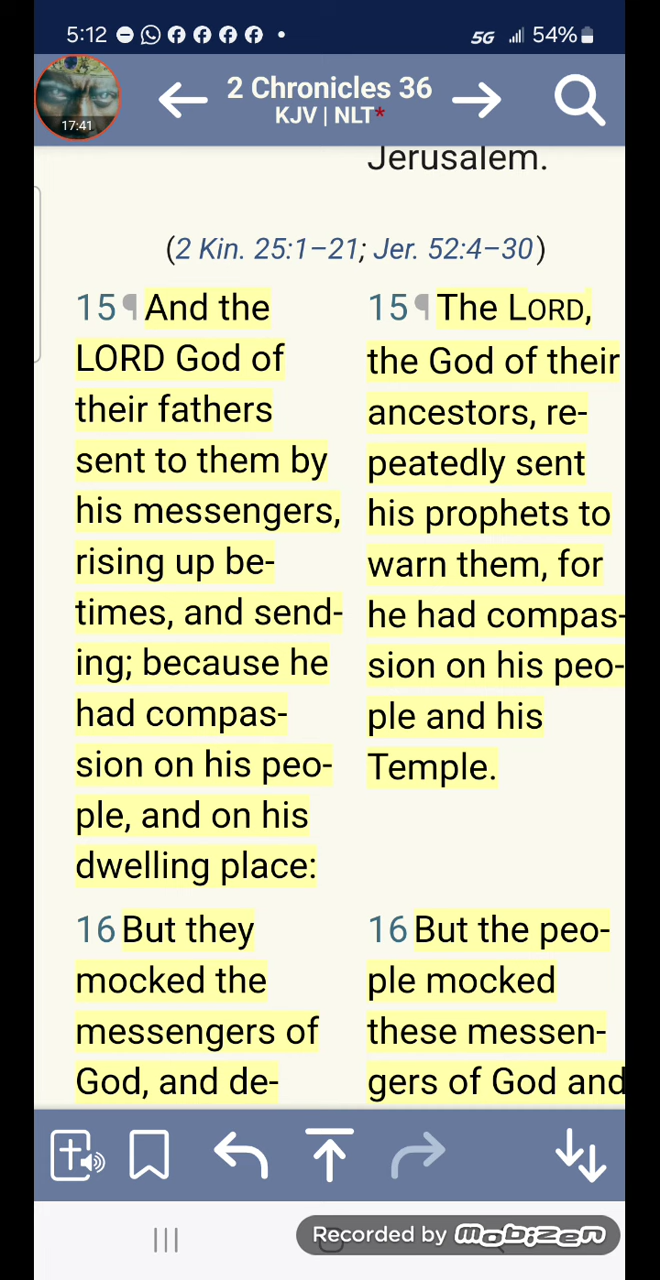 5:12
5G 54%
17:41
2 Chronicles 36
KJV | NLT*
Jerusalem.
(2 Kin. 25:1–21; Jer. 52:4–30)
15 ¶ And the
LORD God of
their fathers
sent to them by
his messengers,
rising up be-
times, and send-
ing; because he
had compas-
sion on his peo-
ple, and on his
dwelling place:
15 ¶ The LORD,
the God of their
ancestors, re-
peatedly sent
his prophets to
warn them, for
he had compas-
sion on his peo-
ple and his
Temple.
16 But they
mocked the
messengers of
God, and de-
16 But the peo-
ple mocked
these messen-
gers of God and
Recorded by mobizen